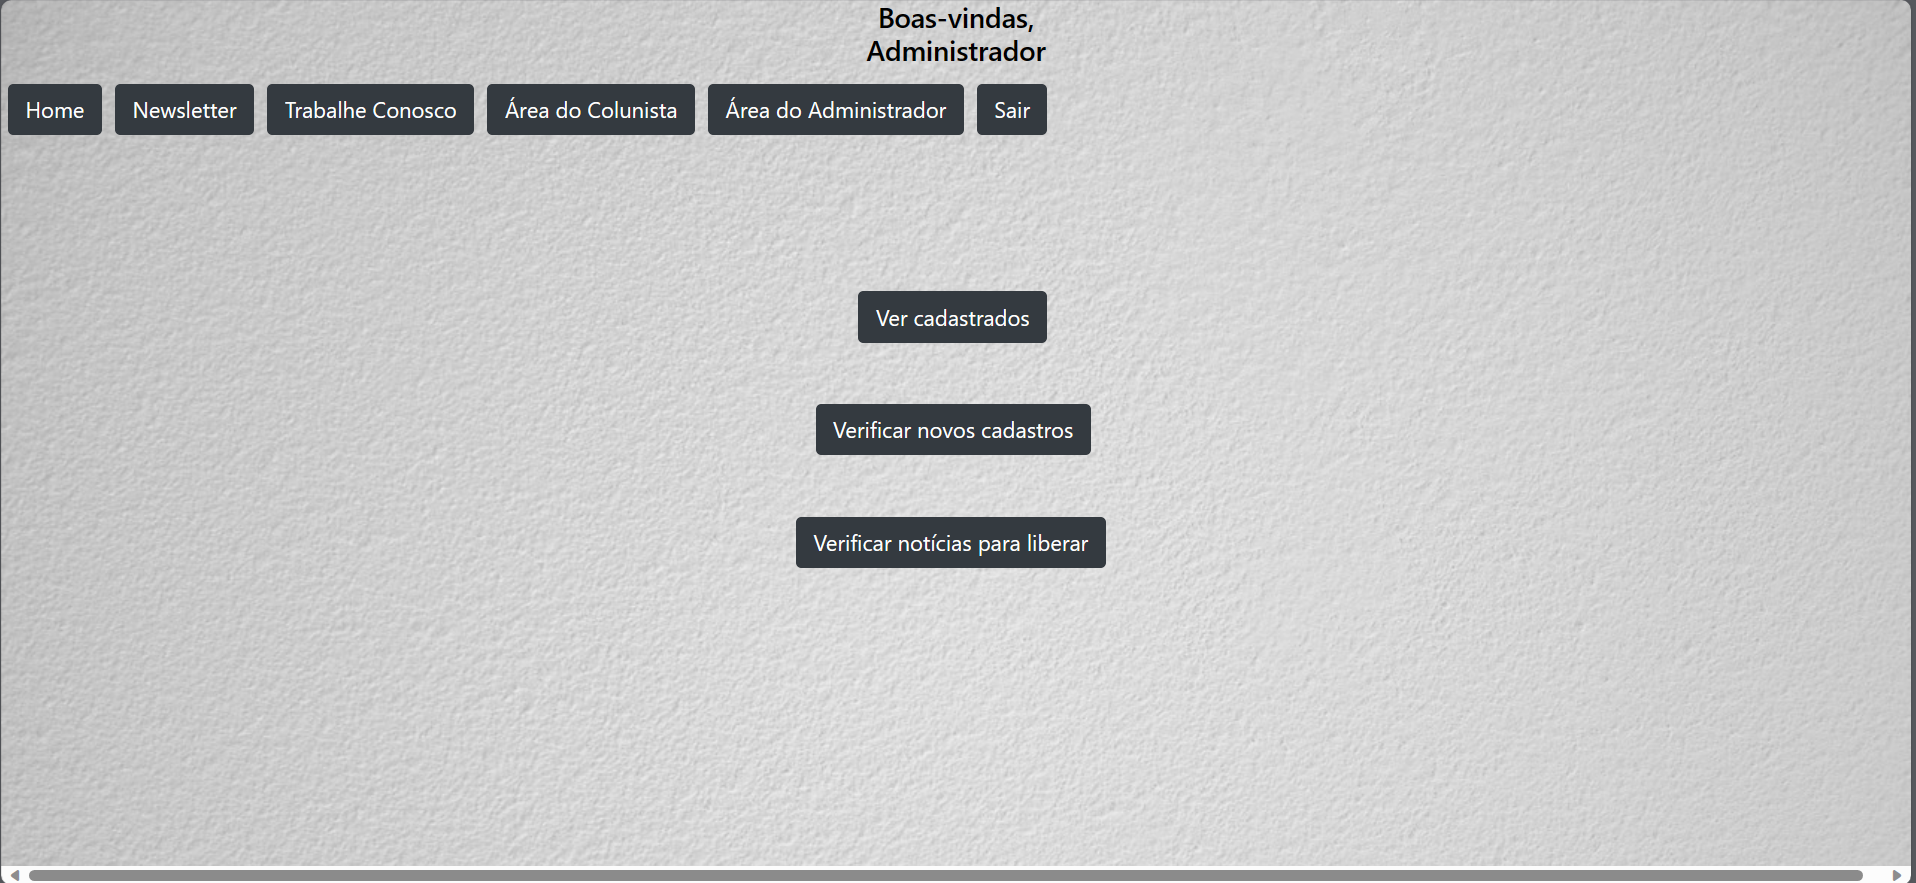 Boas-vindas,
Administrador
Home Newsletter Trabalhe Conosco Área do Colunista Área do Administrador Sair
Ver cadastrados
Verificar novos cadastros
Verificar notícias para liberar